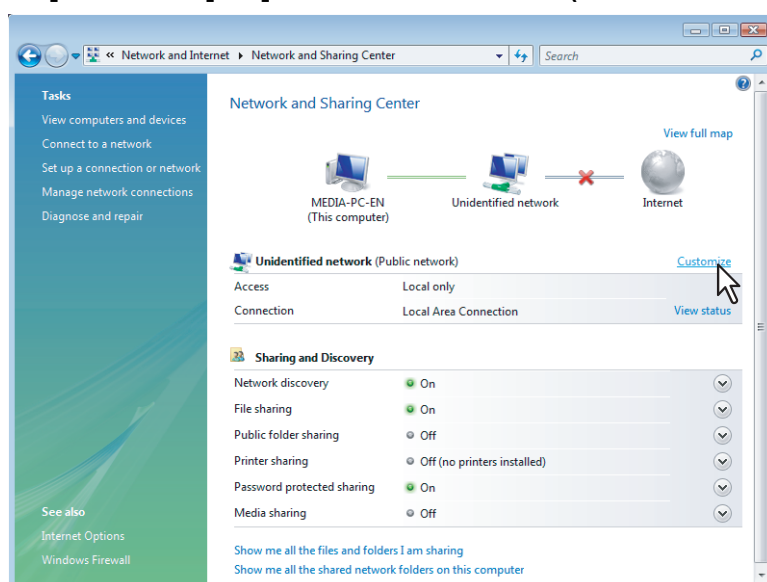 « Network and Internet ▸ Network and Sharing Center
Search
Tasks
View computers and devices
Connect to a network
Set up a connection or network
Manage network connections
Diagnose and repair
See also
Internet Options
Windows Firewall
Network and Sharing Center
View full map
MEDIA-PC-EN
(This computer)
Unidentified network
Internet
Unidentified network (Public network)
Customize
Access Local only
Connection Local Area Connection View status
Sharing and Discovery
Network discovery On
File sharing On
Public folder sharing Off
Printer sharing Off (no printers installed)
Password protected sharing On
Media sharing Off
Show me all the files and folders I am sharing
Show me all the shared network folders on this computer